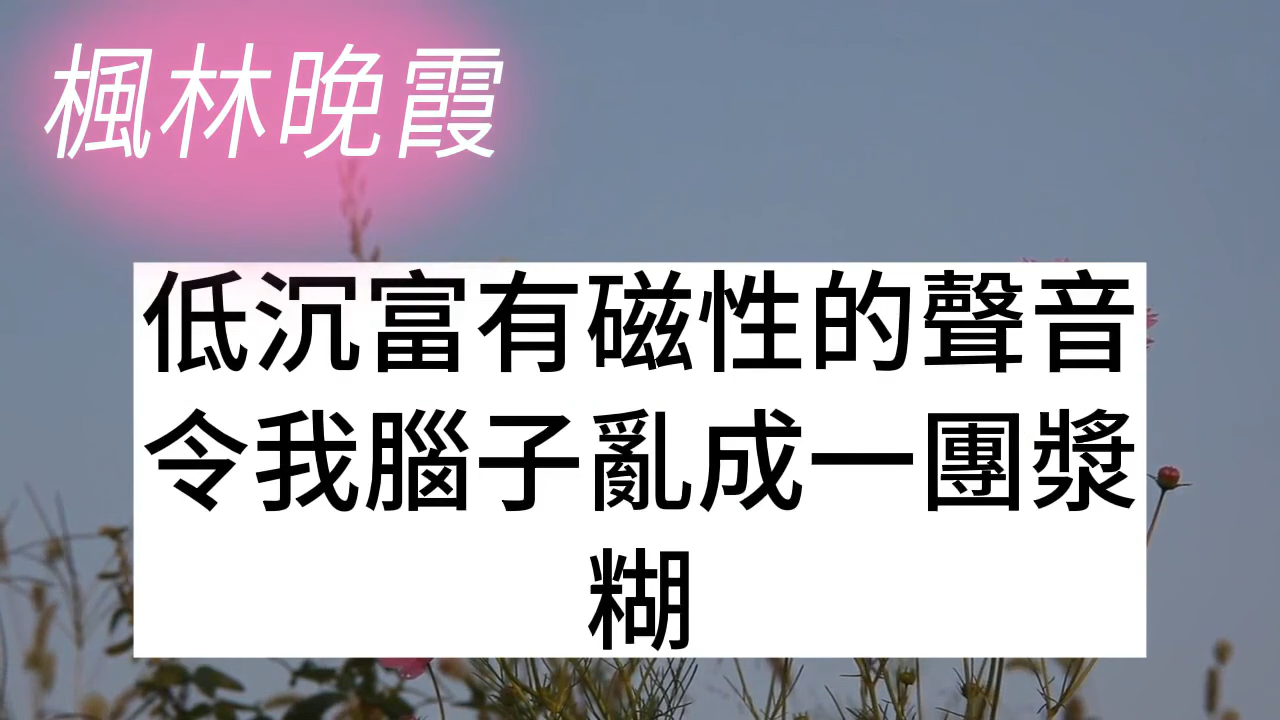 楓林晚霞
低沉富有磁性的聲音
令我腦子亂成一團漿
糊